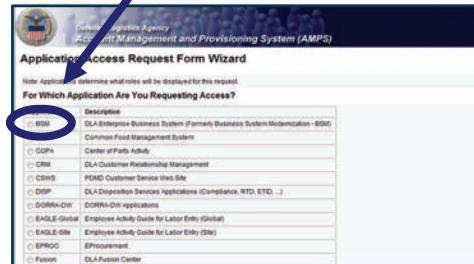 Defense Logistics Agency
Account Management and Provisioning System (AMPS)
Application Access Request Form Wizard
Note: Applications determine what roles will be displayed for this request.
For Which Application Are You Requesting Access?
Description
BSM DLA Enterprise Business System (Formerly Business System Modernization - BSM)
Common Food Management System
COPA Center of Parts Activity
CRM DLA Customer Relationship Management
CSWS PDMD Customer Service Web Site
DISP DLA Disposition Services Applications (Compliance, RTD, ETID, ...)
DORRA-DW DORRA-DW Applications
EAGLE-Global Employee Activity Guide for Labor Entry (Global)
EAGLE-Site Employee Activity Guide for Labor Entry (Site)
EPROC EProcurement
Fusion DLA Fusion Center